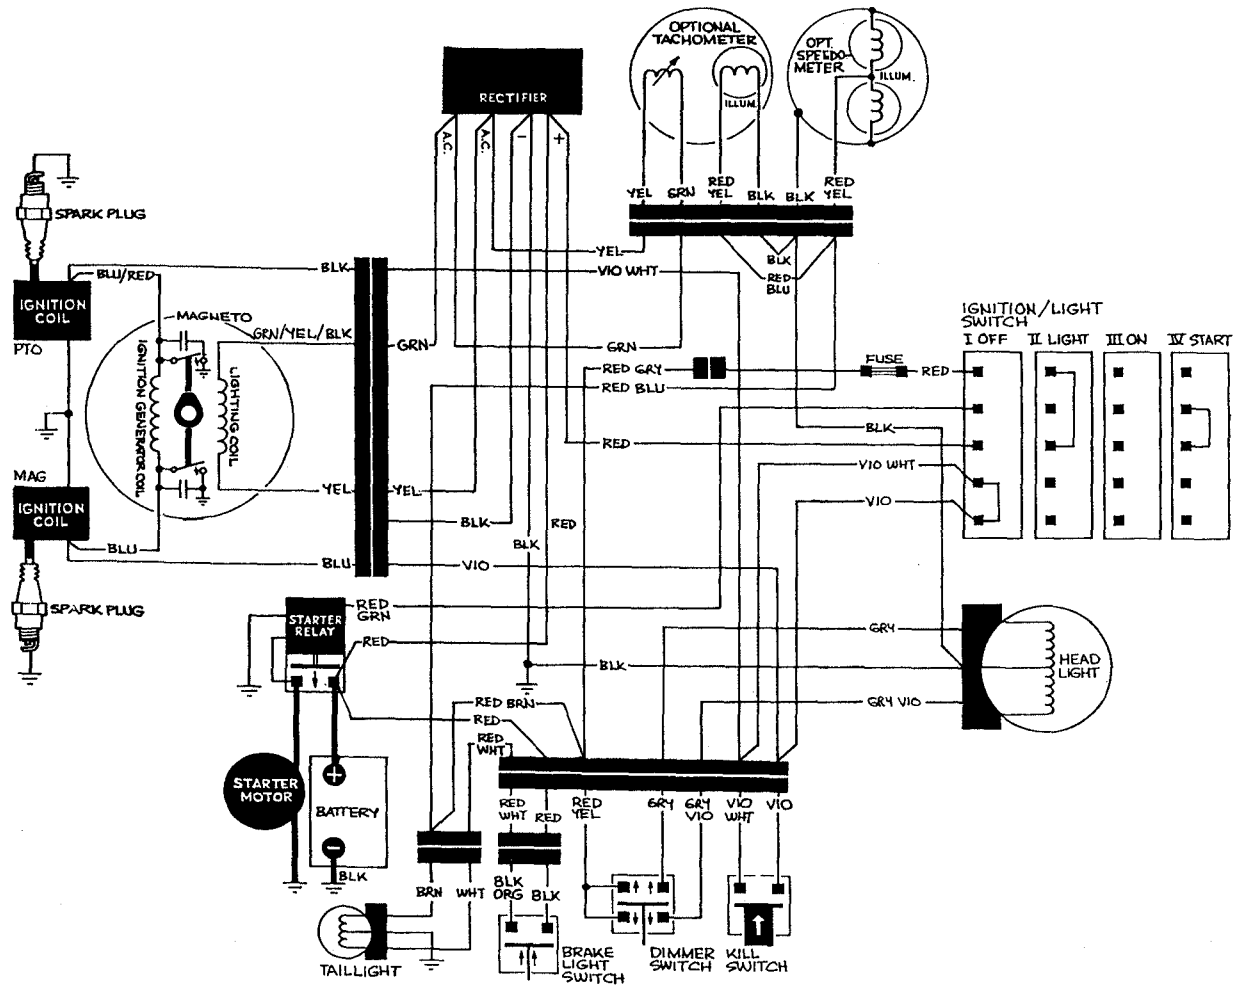 OPTIONAL
TACHOMETER
ILLUM.
OPT.
SPEEDO-
METER
ILLUM.
RECTIFIER
A.C.
A.C.
−
+
SPARK PLUG
YEL
GRN
RED
YEL
BLK
BLK
RED
YEL
YEL
BLK
RED
BLU
BLK
VIO WHT
BLU/RED
IGNITION
COIL
PTO
MAGNETO
GRN/YEL/BLK
IGNITION GENERATOR COIL
LIGHTING COIL
GRN
GRN
RED GRY
RED BLU
FUSE
RED
IGNITION/LIGHT
SWITCH
I OFF
II LIGHT
III ON
IV START
BLK
RED
VIO WHT
VIO
MAG
IGNITION
COIL
YEL
YEL
BLK
RED
BLK
BLU
BLU
VIO
SPARK PLUG
STARTER
RELAY
RED
GRN
RED
BLK
GRY
HEAD
LIGHT
GRY VIO
RED BRN
RED
RED
WHT
STARTER
MOTOR
+
BATTERY
−
BLK
RED
WHT
RED
RED
YEL
GRY
GRY
VIO
VIO
WHT
VIO
BRN
WHT
BLK
ORG
BLK
TAILLIGHT
BRAKE
LIGHT
SWITCH
DIMMER
SWITCH
KILL
SWITCH